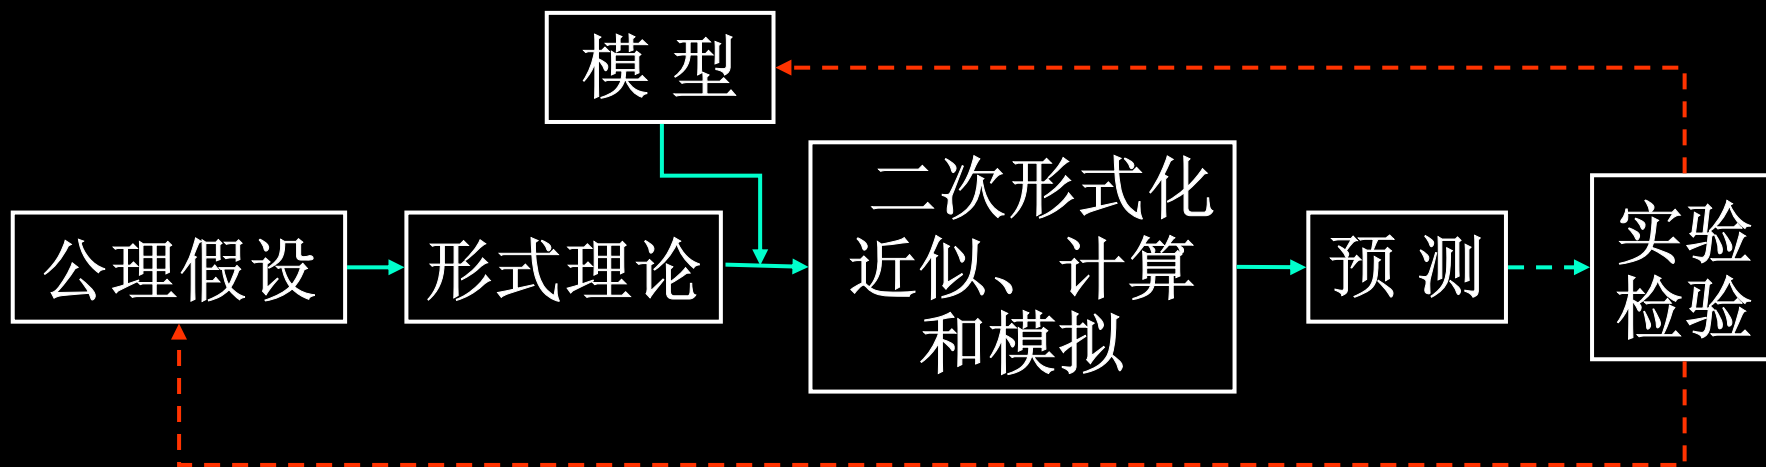 模型
公理假设
形式理论
二次形式化
近似、计算
和模拟
预测
实验
检验